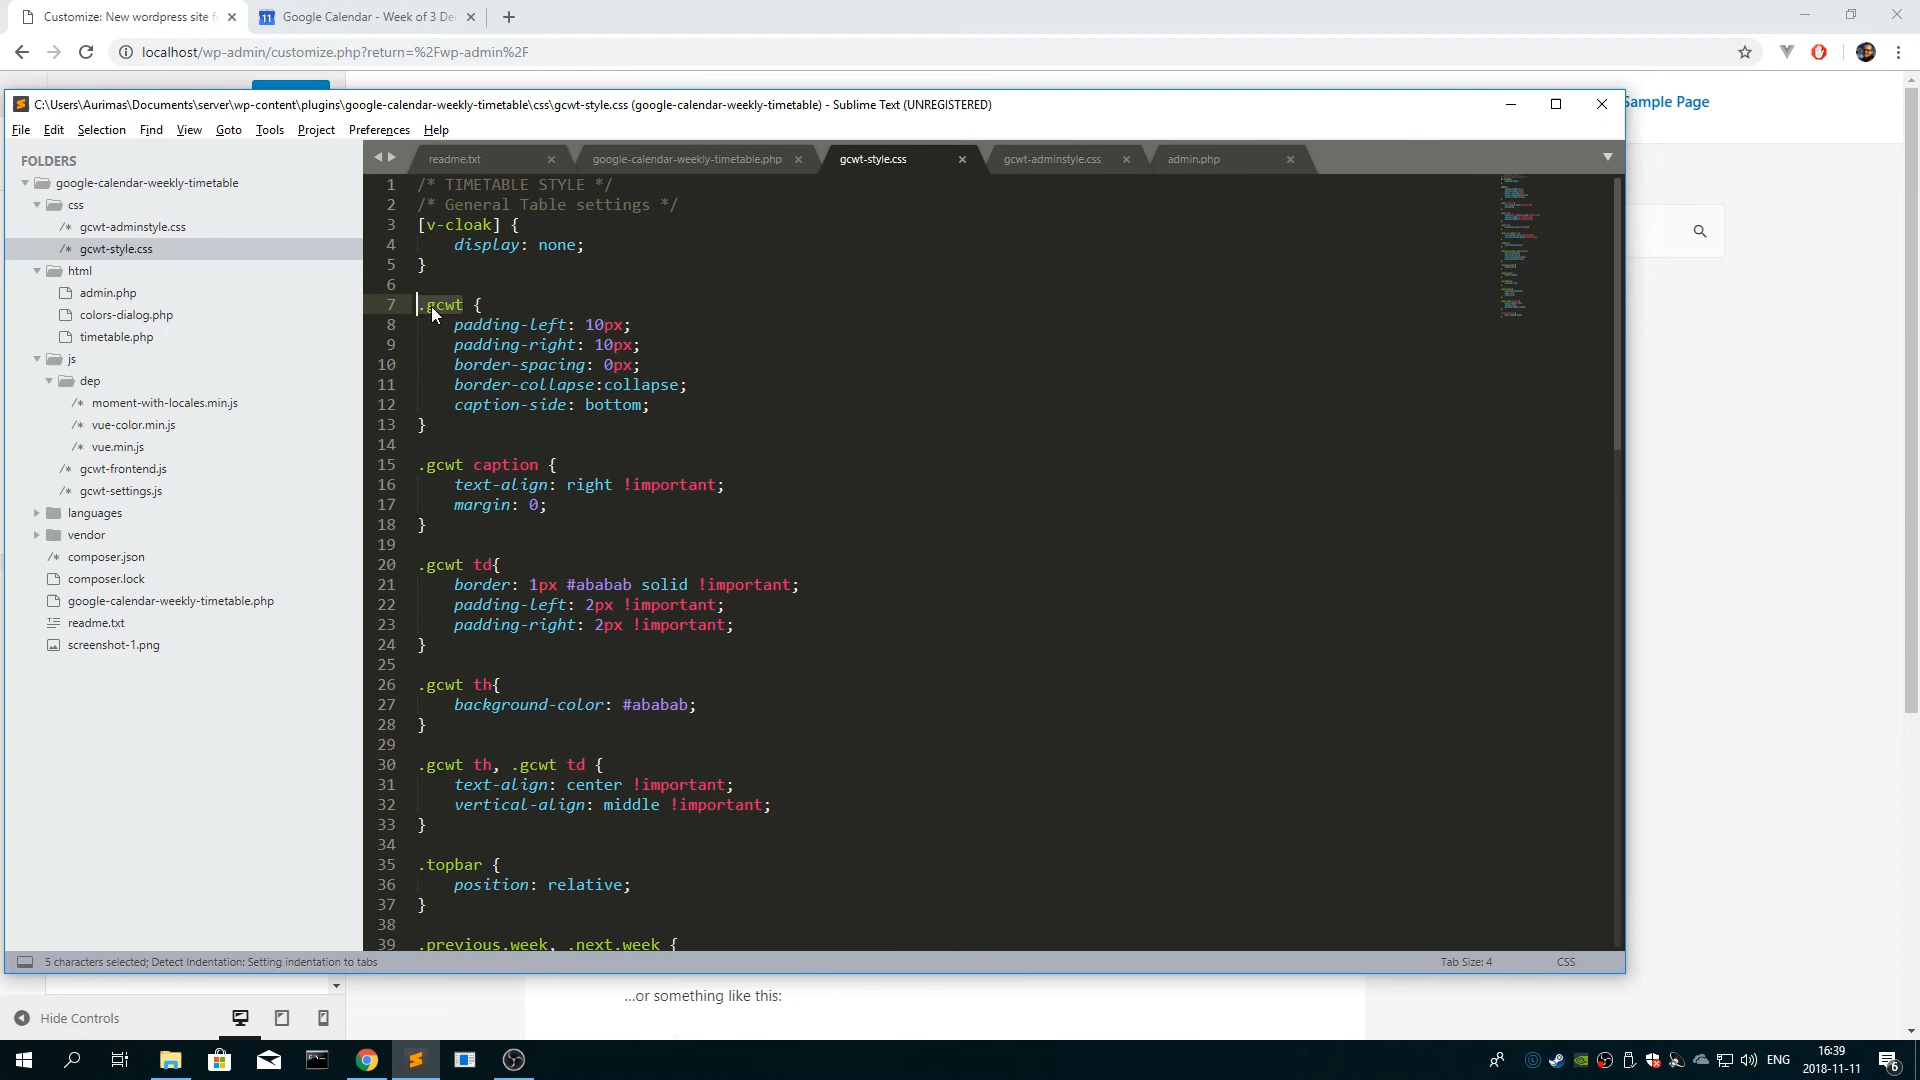 Customize: New wordpress site f
Google Calendar - Week of 3 Dec
localhost/wp-admin/customize.php?return=%2Fwp-admin%2F
Sample Page
C:\Users\Aurimas\Documents\server\wp-content\plugins\google-calendar-weekly-timetable\css\gcwt-style.css (google-calendar-weekly-timetable) - Sublime Text (UNREGISTERED)
File Edit Selection Find View Goto Tools Project Preferences Help
FOLDERS
google-calendar-weekly-timetable
css
/* gcwt-adminstyle.css
/* gcwt-style.css
html
admin.php
colors-dialog.php
timetable.php
js
dep
/* moment-with-locales.min.js
/* vue-color.min.js
/* vue.min.js
/* gcwt-frontend.js
/* gcwt-settings.js
languages
vendor
/* composer.json
composer.lock
google-calendar-weekly-timetable.php
readme.txt
screenshot-1.png
readme.txt google-calendar-weekly-timetable.php gcwt-style.css gcwt-adminstyle.css admin.php
1 /* TIMETABLE STYLE */
2 /* General Table settings */
3 [v-cloak] {
4 display: none;
5 }
6
7 .gcwt {
8 padding-left: 10px;
9 padding-right: 10px;
10 border-spacing: 0px;
11 border-collapse:collapse;
12 caption-side: bottom;
13 }
14
15 .gcwt caption {
16 text-align: right !important;
17 margin: 0;
18 }
19
20 .gcwt td{
21 border: 1px #ababab solid !important;
22 padding-left: 2px !important;
23 padding-right: 2px !important;
24 }
25
26 .gcwt th{
27 background-color: #ababab;
28 }
29
30 .gcwt th, .gcwt td {
31 text-align: center !important;
32 vertical-align: middle !important;
33 }
34
35 .topbar {
36 position: relative;
37 }
38
39 .previous.week, .next.week {
5 characters selected; Detect Indentation: Setting indentation to tabs
Tab Size: 4
CSS
...or something like this:
Hide Controls
ENG
16:39
2018-11-11
6